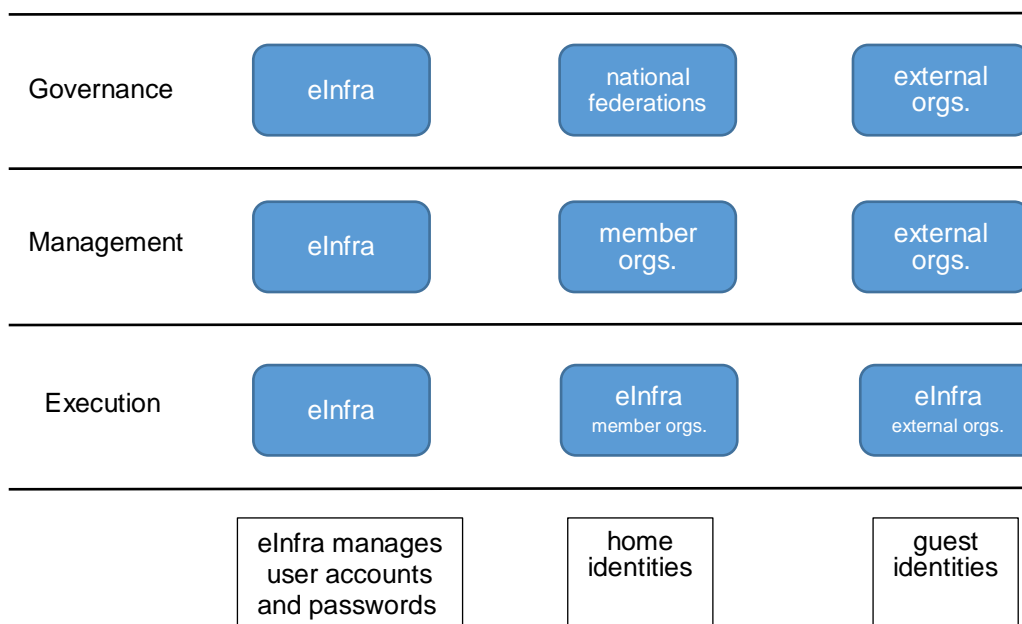 Governance
eInfra
national
federations
external
orgs.
Management
eInfra
member
orgs.
external
orgs.
Execution
eInfra
eInfra
member orgs.
eInfra
external orgs.
eInfra manages
user accounts
and passwords
home
identities
guest
identities